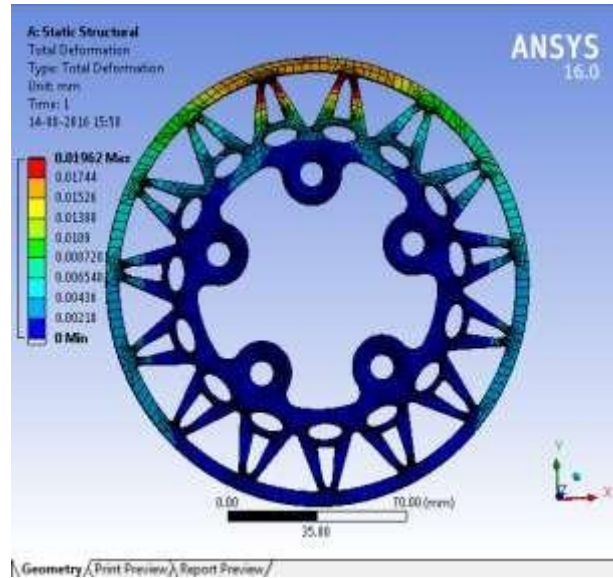 A: Static Structural
Total Deformation
Type: Total Deformation
Unit: mm
Time: 1
ANSYS
16.0
0.01962 Max
0.01744
0.01526
0.0109
0.006540
0.00436
0.00218
0 Min
0.00
70.00 (mm)
35.00
Y
Z
X
Geometry
Print Preview
Report Preview